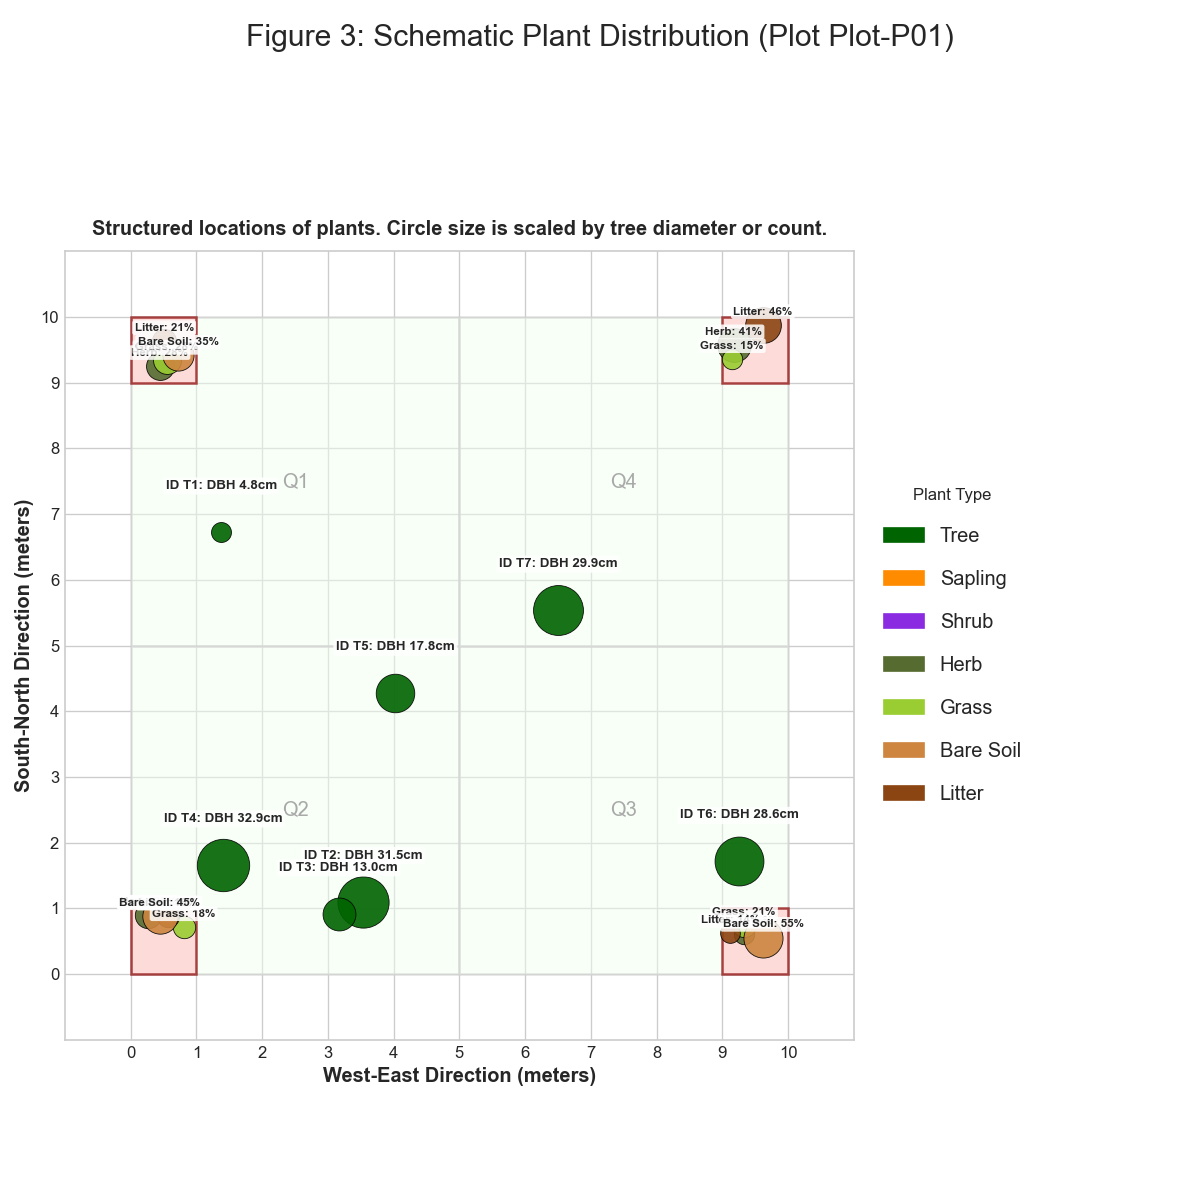 Figure 3: Schematic Plant Distribution (Plot Plot-P01)
Structured locations of plants. Circle size is scaled by tree diameter or count.
South-North Direction (meters)
10
9
8
7
6
5
4
3
2
1
0
Litter: 21%
Bare Soil: 35%
Litter: 46%
Herb: 41%
Grass: 15%
ID T1: DBH 4.8cm
Q1
Q4
ID T7: DBH 29.9cm
ID T5: DBH 17.8cm
ID T4: DBH 32.9cm
Q2
Q3
ID T6: DBH 28.6cm
ID T2: DBH 31.5cm
ID T3: DBH 13.0cm
Bare Soil: 45%
Grass: 18%
Grass: 21%
Bare Soil: 55%
0 1 2 3 4 5 6 7 8 9 10
West-East Direction (meters)
Plant Type
Tree
Sapling
Shrub
Herb
Grass
Bare Soil
Litter